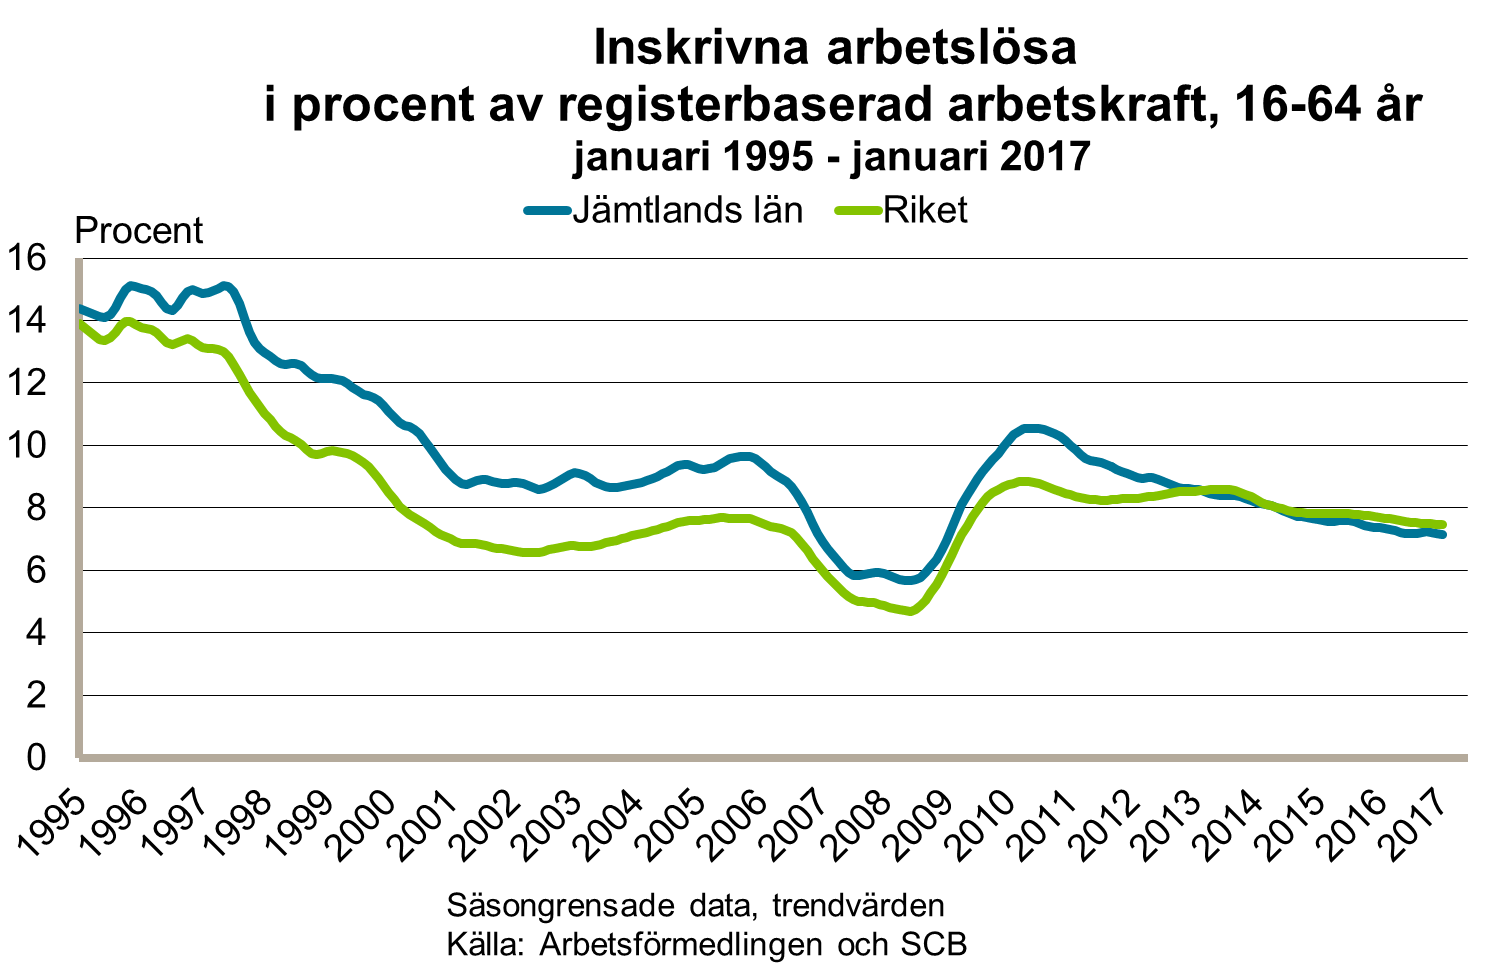 Inskrivna arbetslösa
i procent av registerbaserad arbetskraft, 16-64 år
januari 1995 - januari 2017
Jämtlands län Riket
Procent
16
14
12
10
8
6
4
2
0
1995 1996 1997 1998 1999 2000 2001 2002 2003 2004 2005 2006 2007 2008 2009 2010 2011 2012 2013 2014 2015 2016 2017
Säsongrensade data, trendvärden
Källa: Arbetsförmedlingen och SCB